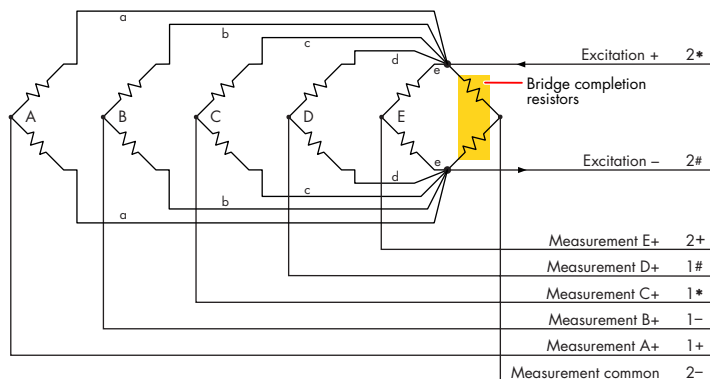 a
b
c
d
e
Excitation + 2*
Bridge completion
resistors
A
B
C
D
E
e
Excitation – 2#
d
c
b
a
Measurement E+ 2+
Measurement D+ 1#
Measurement C+ 1*
Measurement B+ 1–
Measurement A+ 1+
Measurement common 2–